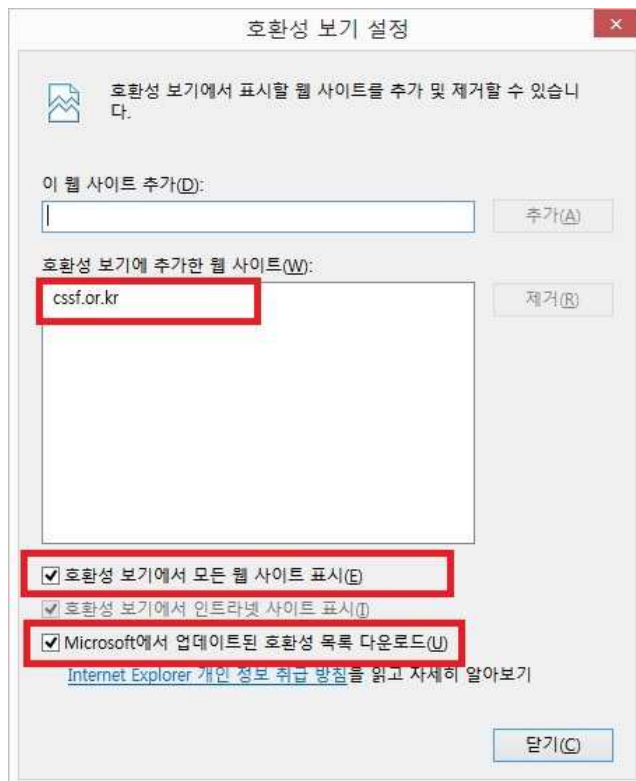 호환성 보기 설정
호환성 보기에서 표시할 웹 사이트를 추가 및 제거할 수 있습니
다.
이 웹 사이트 추가(D):
추가(A)
호환성 보기에 추가한 웹 사이트(W):
cssf.or.kr
제거(R)
호환성 보기에서 모든 웹 사이트 표시(E)
호환성 보기에서 인트라넷 사이트 표시(I)
Microsoft에서 업데이트된 호환성 목록 다운로드(U)
Internet Explorer 개인 정보 취급 방침을 읽고 자세히 알아보기
닫기(C)